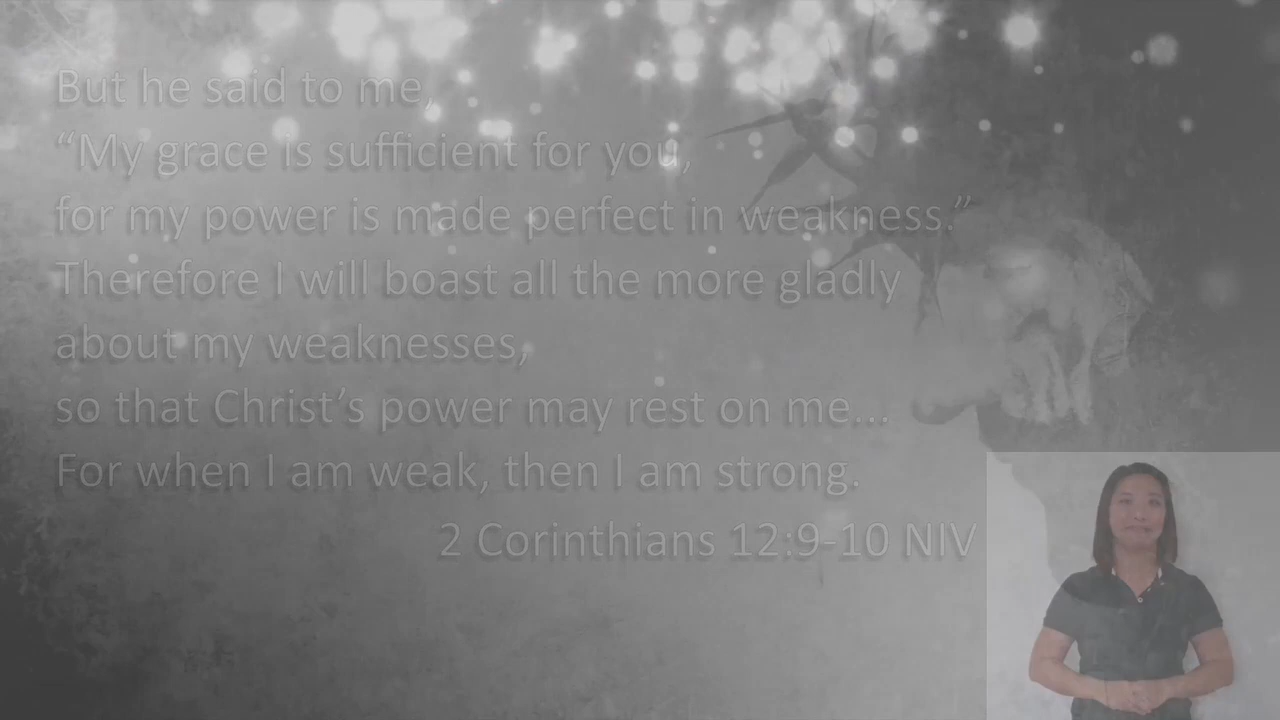 But he said to me,
“My grace is sufficient for you,
for my power is made perfect in weakness.”
Therefore I will boast all the more gladly
about my weaknesses,
so that Christ’s power may rest on me...
For when I am weak, then I am strong.
2 Corinthians 12:9-10 NIV